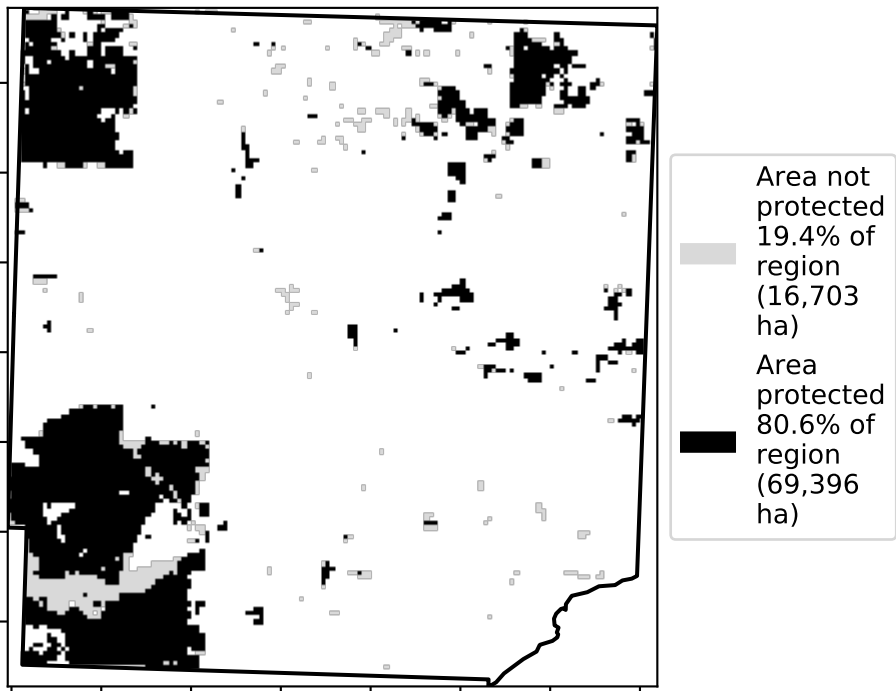 Area not
protected
19.4% of
region
(16,703
ha)
Area
protected
80.6% of
region
(69,396
ha)